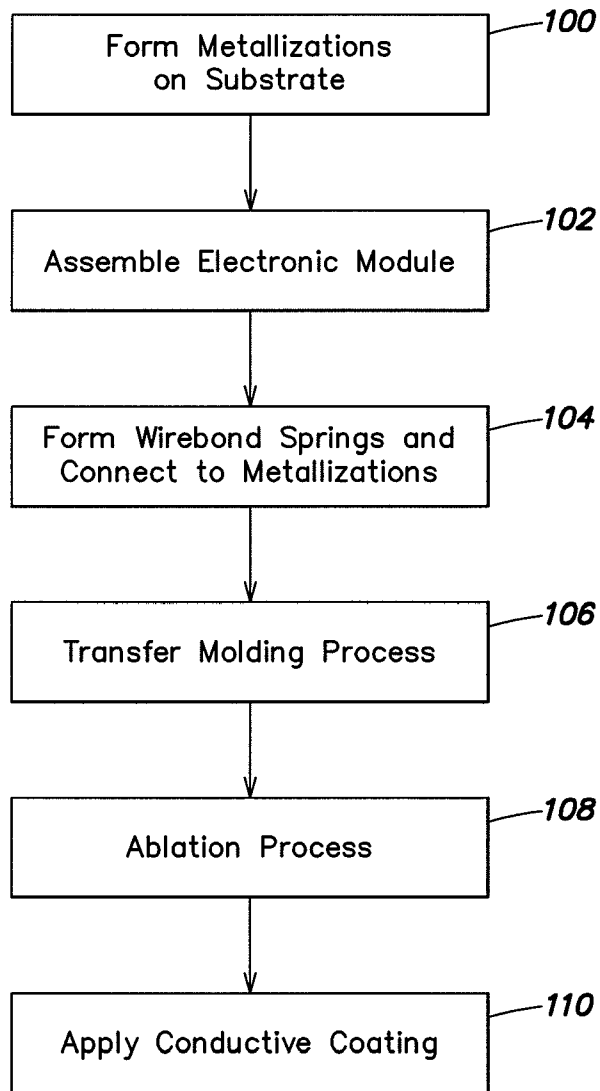 100
Form Metallizations
on Substrate
102
Assemble Electronic Module
104
Form Wirebond Springs and
Connect to Metallizations
106
Transfer Molding Process
108
Ablation Process
110
Apply Conductive Coating